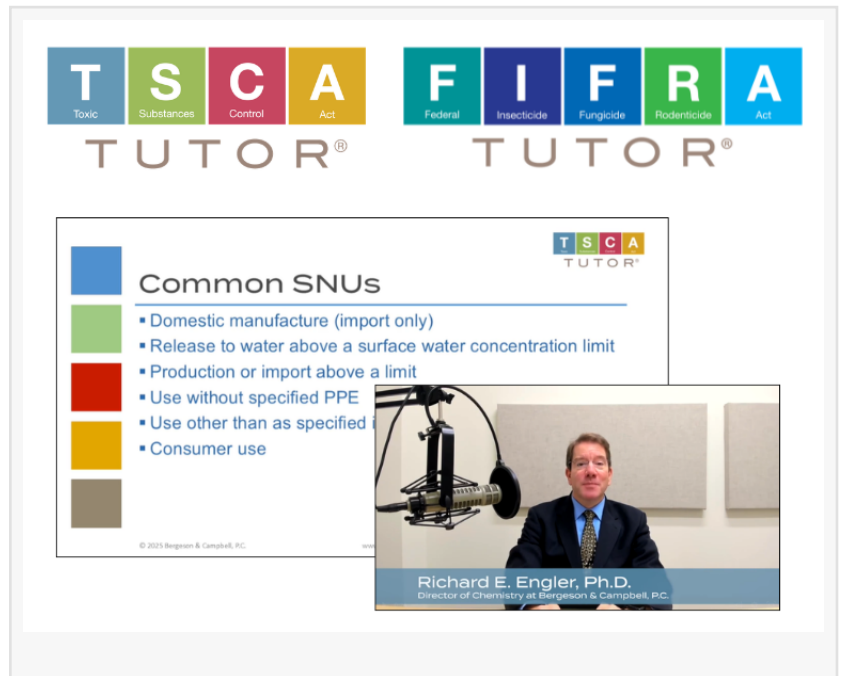 T S C A
Toxic Substances Control Act
TUTOR®
F I F R A
Federal Insecticide Fungicide Rodenticide Act
TUTOR®
T S C A
TUTOR®
Common SNUs
▪ Domestic manufacture (import only)
▪ Release to water above a surface water concentration limit
▪ Production or import above a limit
▪ Use without specified PPE
▪ Use other than as specified
▪ Consumer use
© 2025 Bergeson & Campbell, P.C.
Richard E. Engler, Ph.D.
Director of Chemistry at Bergeson & Campbell, P.C.